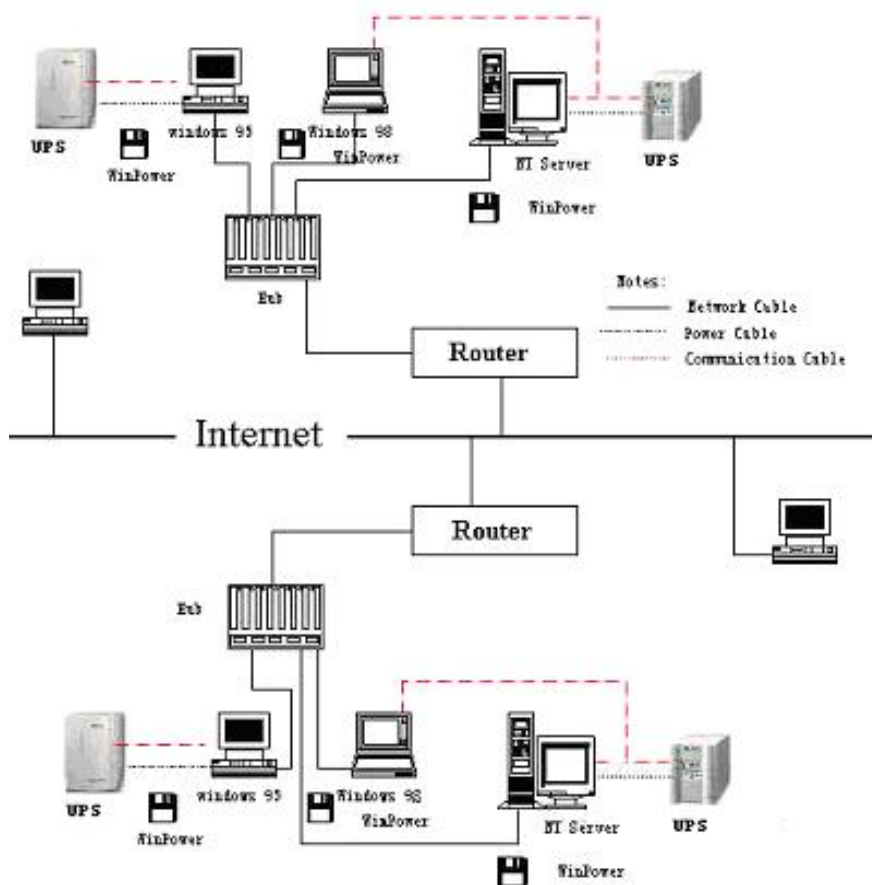 UPS
windows 95
Windows 98
WinPower
WinPower
NT Server
UPS
WinPower
Hub
Notes:
Network Cable
Power Cable
Communication Cable
Router
Internet
Router
Hub
UPS
windows 95
Windows 98
WinPower
WinPower
NT Server
UPS
WinPower